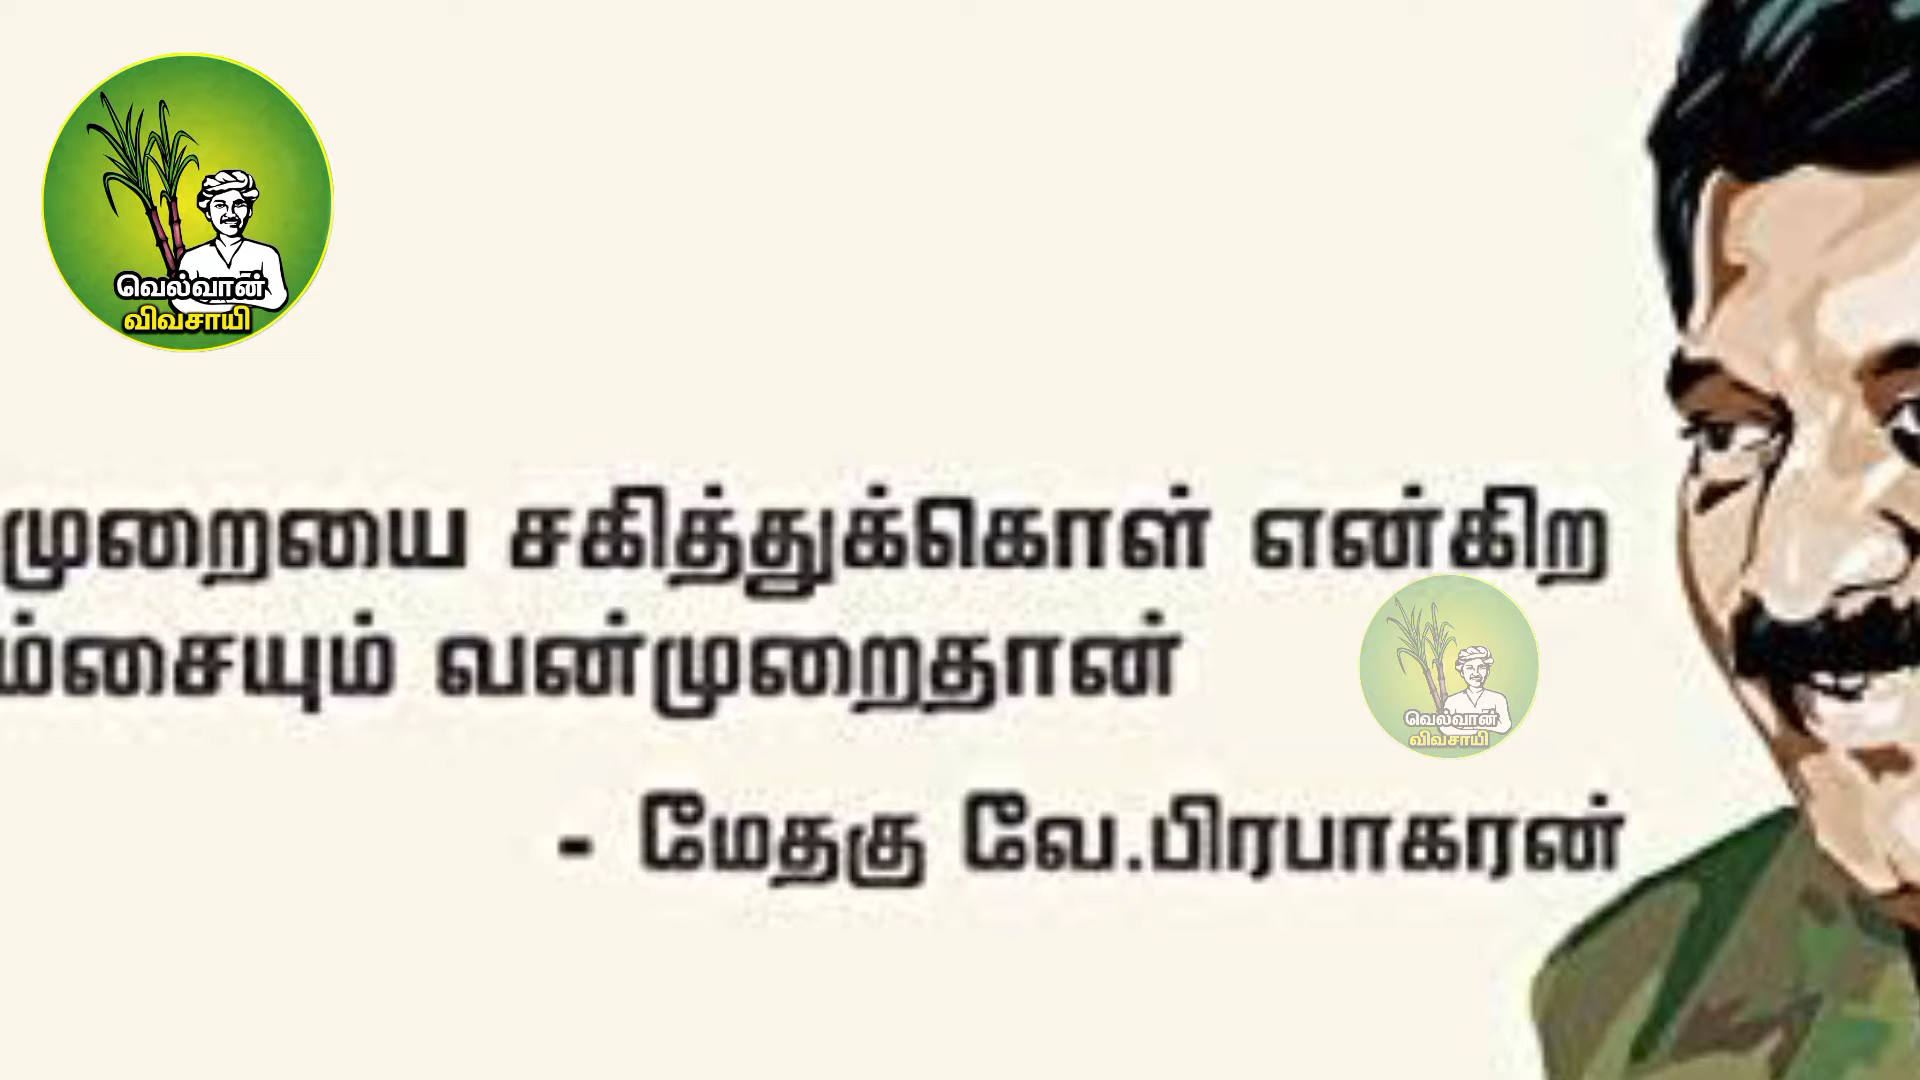 வெல்வான்
விவசாயி
முறையை சகித்துக்கொள் என்கிற
ம்சையும் வன்முறைதான்
வெல்வான்
விவசாயி
- மேதகு வே.பிரபாகரன்